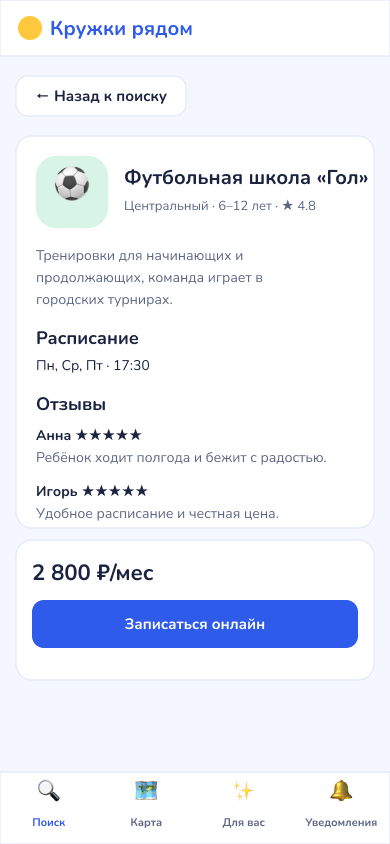 Кружки рядом
← Назад к поиску
Футбольная школа «Гол»
Центральный · 6–12 лет · ★ 4.8
Тренировки для начинающих и
продолжающих, команда играет в
городских турнирах.
Расписание
Пн, Ср, Пт · 17:30
Отзывы
Анна ★★★★★
Ребёнок ходит полгода и бежит с радостью.
Игорь ★★★★★
Удобное расписание и честная цена.
2 800 ₽/мес
Записаться онлайн
Поиск
Карта
Для вас
Уведомления